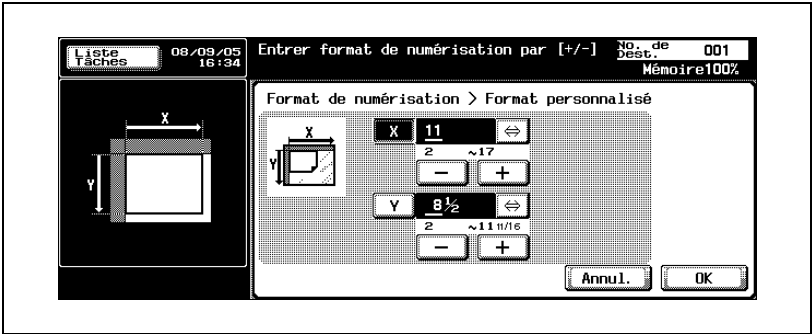 Liste Tâches
08/09/05
16:34
Entrer format de numérisation par [+/-]
No. de Dest. 001
Mémoire100%
Format de numérisation > Format personnalisé
X
Y
X
Y
X 11 ⇔
2 ~17
− +
Y 8½ ⇔
2 ~11 11/16
− +
Annul. OK